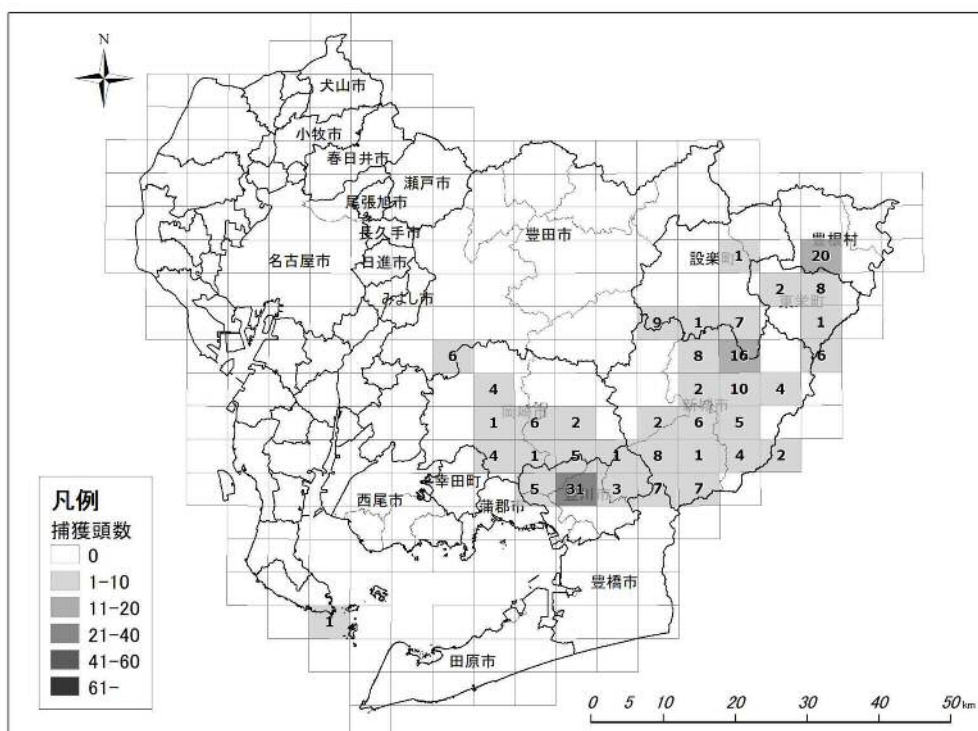 N
犬山市
小牧市
春日井市
瀬戸市
尾張旭市
長久手市
豊田市
豊根村
名古屋市
日進市
設楽町
1
20
みよし市
2
8
東栄町
9
1
7
1
6
8
16
6
4
2
10
4
岡崎市
新城市
1
6
2
2
6
5
4
1
5
1
8
1
4
2
幸田町
西尾市
蒲郡市
5
31
3
7
7
豊川市
豊橋市
1
田原市
凡例
捕獲頭数
0
1-10
11-20
21-40
41-60
61-
0 5 10 20 30 40 50 km